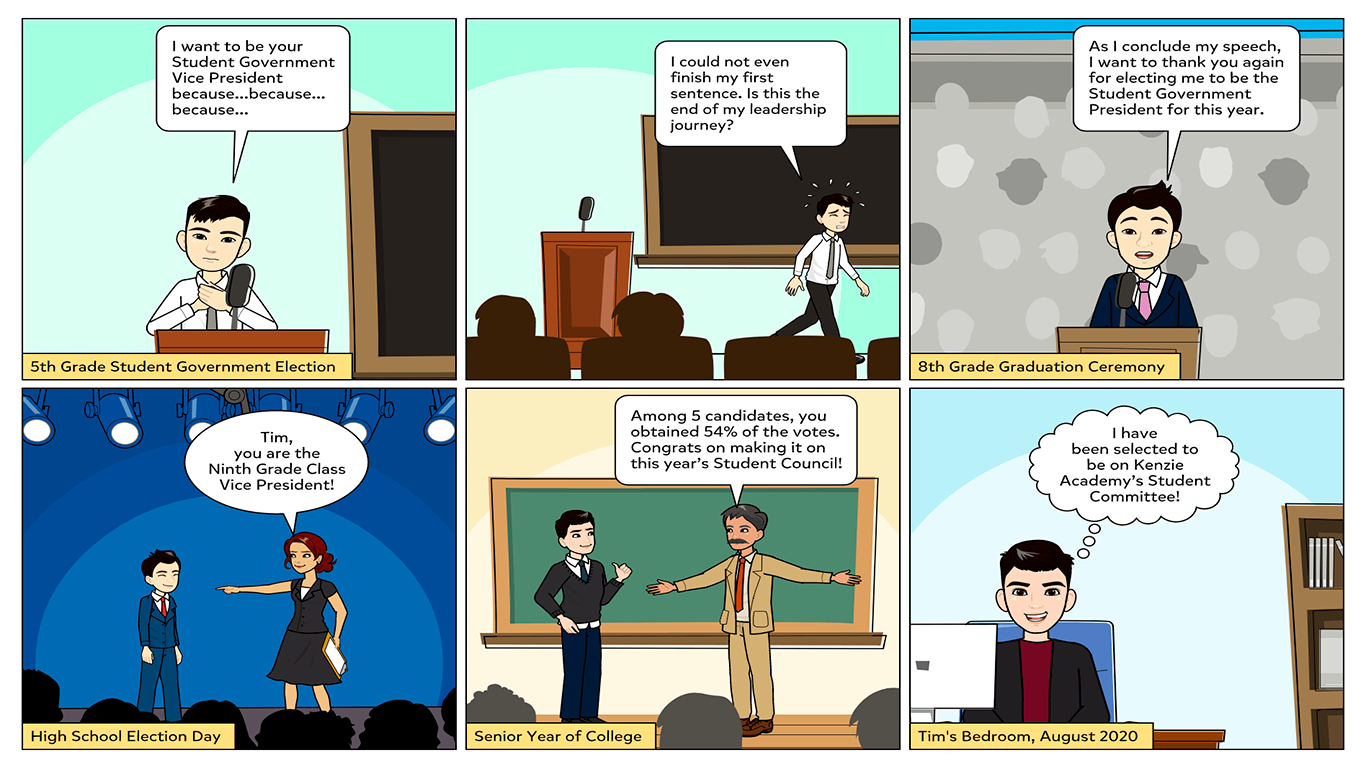 I want to be your
Student Government
Vice President
because...because...
because...
5th Grade Student Government Election
I could not even
finish my first
sentence. Is this the
end of my leadership
journey?
As I conclude my speech,
I want to thank you again
for electing me to be the
Student Government
President for this year.
8th Grade Graduation Ceremony
Tim,
you are the
Ninth Grade Class
Vice President!
High School Election Day
Among 5 candidates, you
obtained 54% of the votes.
Congrats on making it on
this year's Student Council!
Senior Year of College
I have
been selected to
be on Kenzie
Academy's Student
Committee!
Tim's Bedroom, August 2020